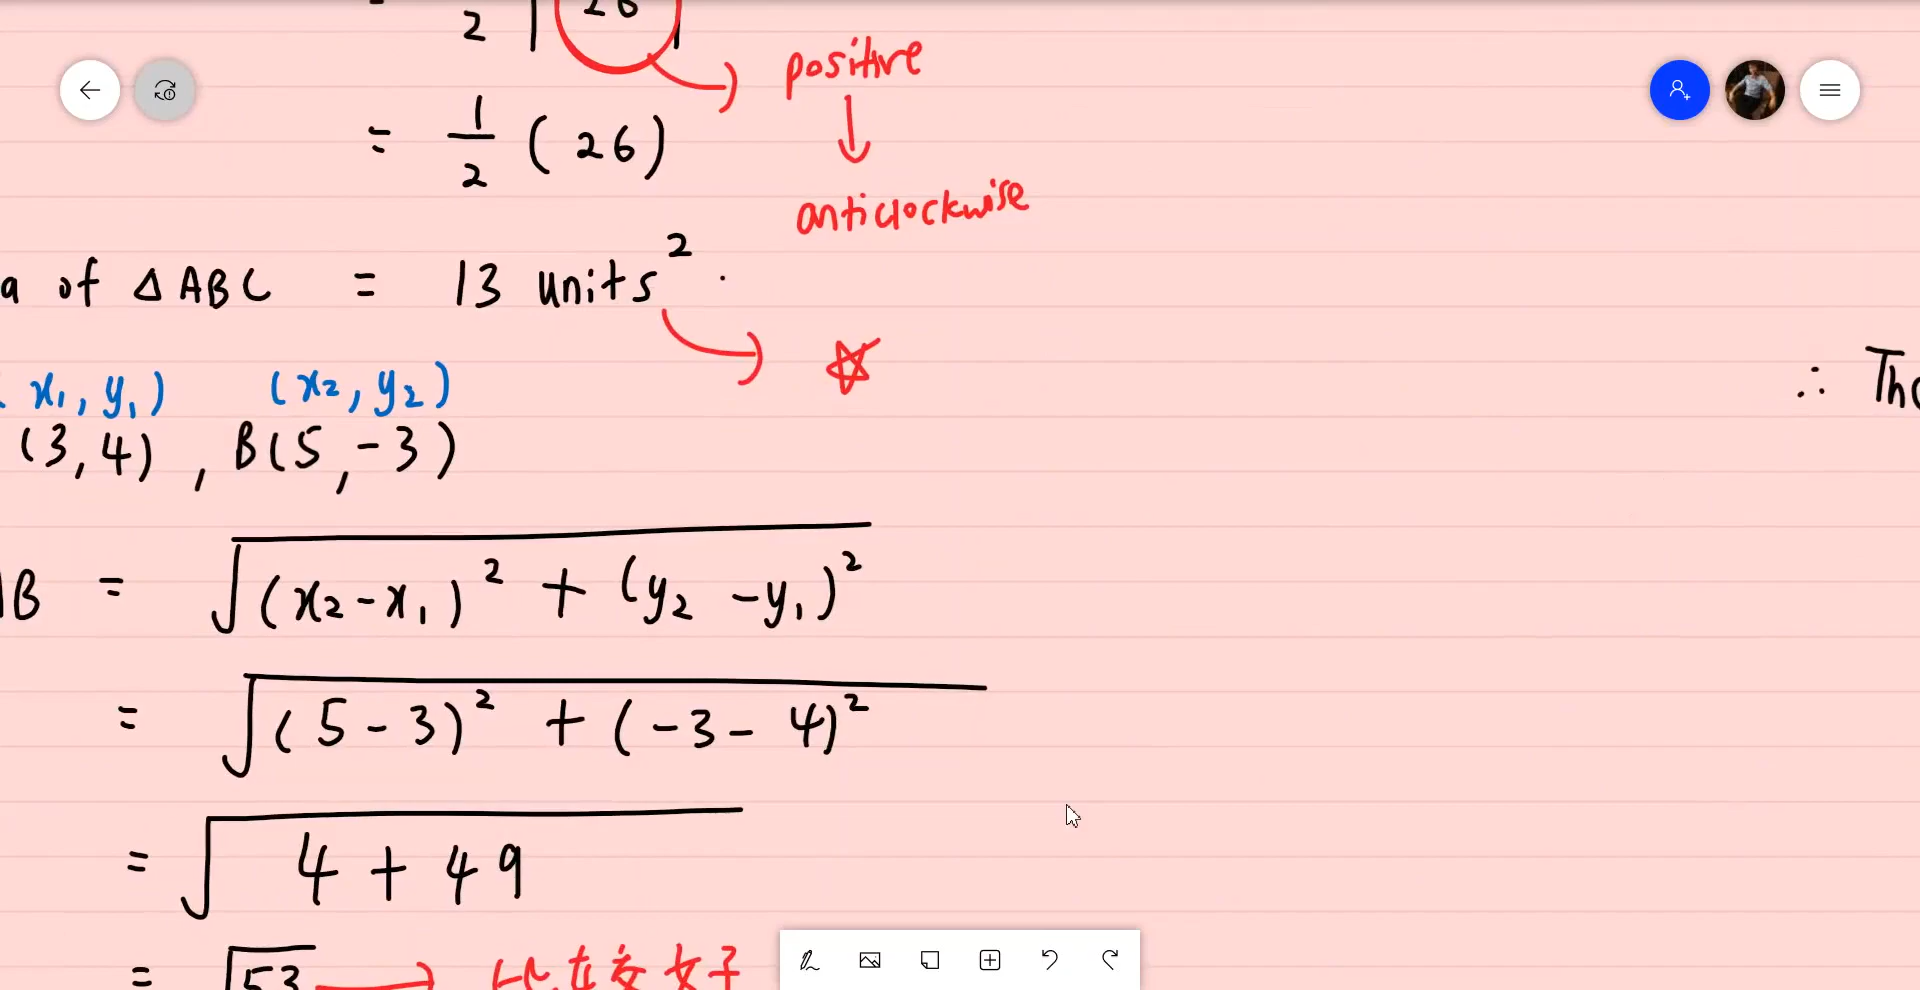 2 | 26 |
positive
= 1/2 ( 26 )
anticlockwise
a of △ABC = 13 units²
( x₁, y₁ ) ( x₂, y₂ )
(3, 4) , B(5, -3)
∴ Th
B = √(x₂-x₁)² + (y₂-y₁)²
= √(5-3)² + (-3-4)²
= √4 + 49
= √53